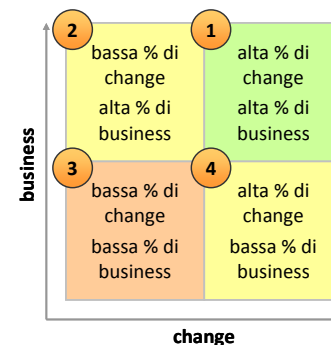 business
2
bassa % di
change
alta % di
business
1
alta % di
change
alta % di
business
3
bassa % di
change
bassa % di
business
4
alta % di
change
bassa % di
business
change